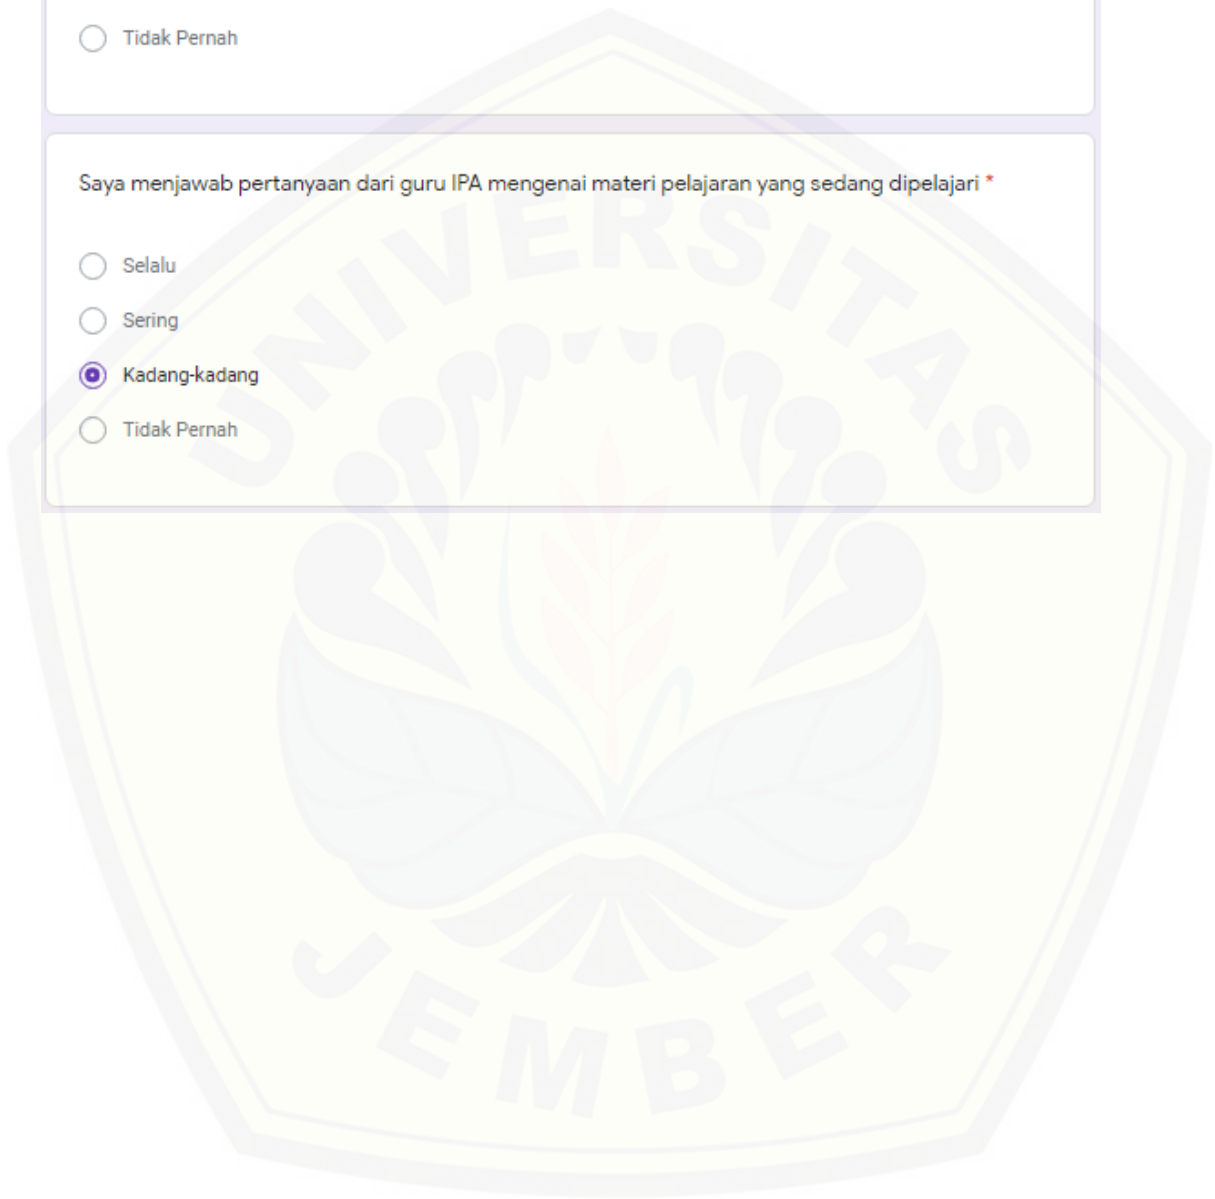 Tidak Pernah
Saya menjawab pertanyaan dari guru IPA mengenai materi pelajaran yang sedang dipelajari *
Selalu
Sering
Kadang-kadang
Tidak Pernah
UNIVERSITAS
JEMBER